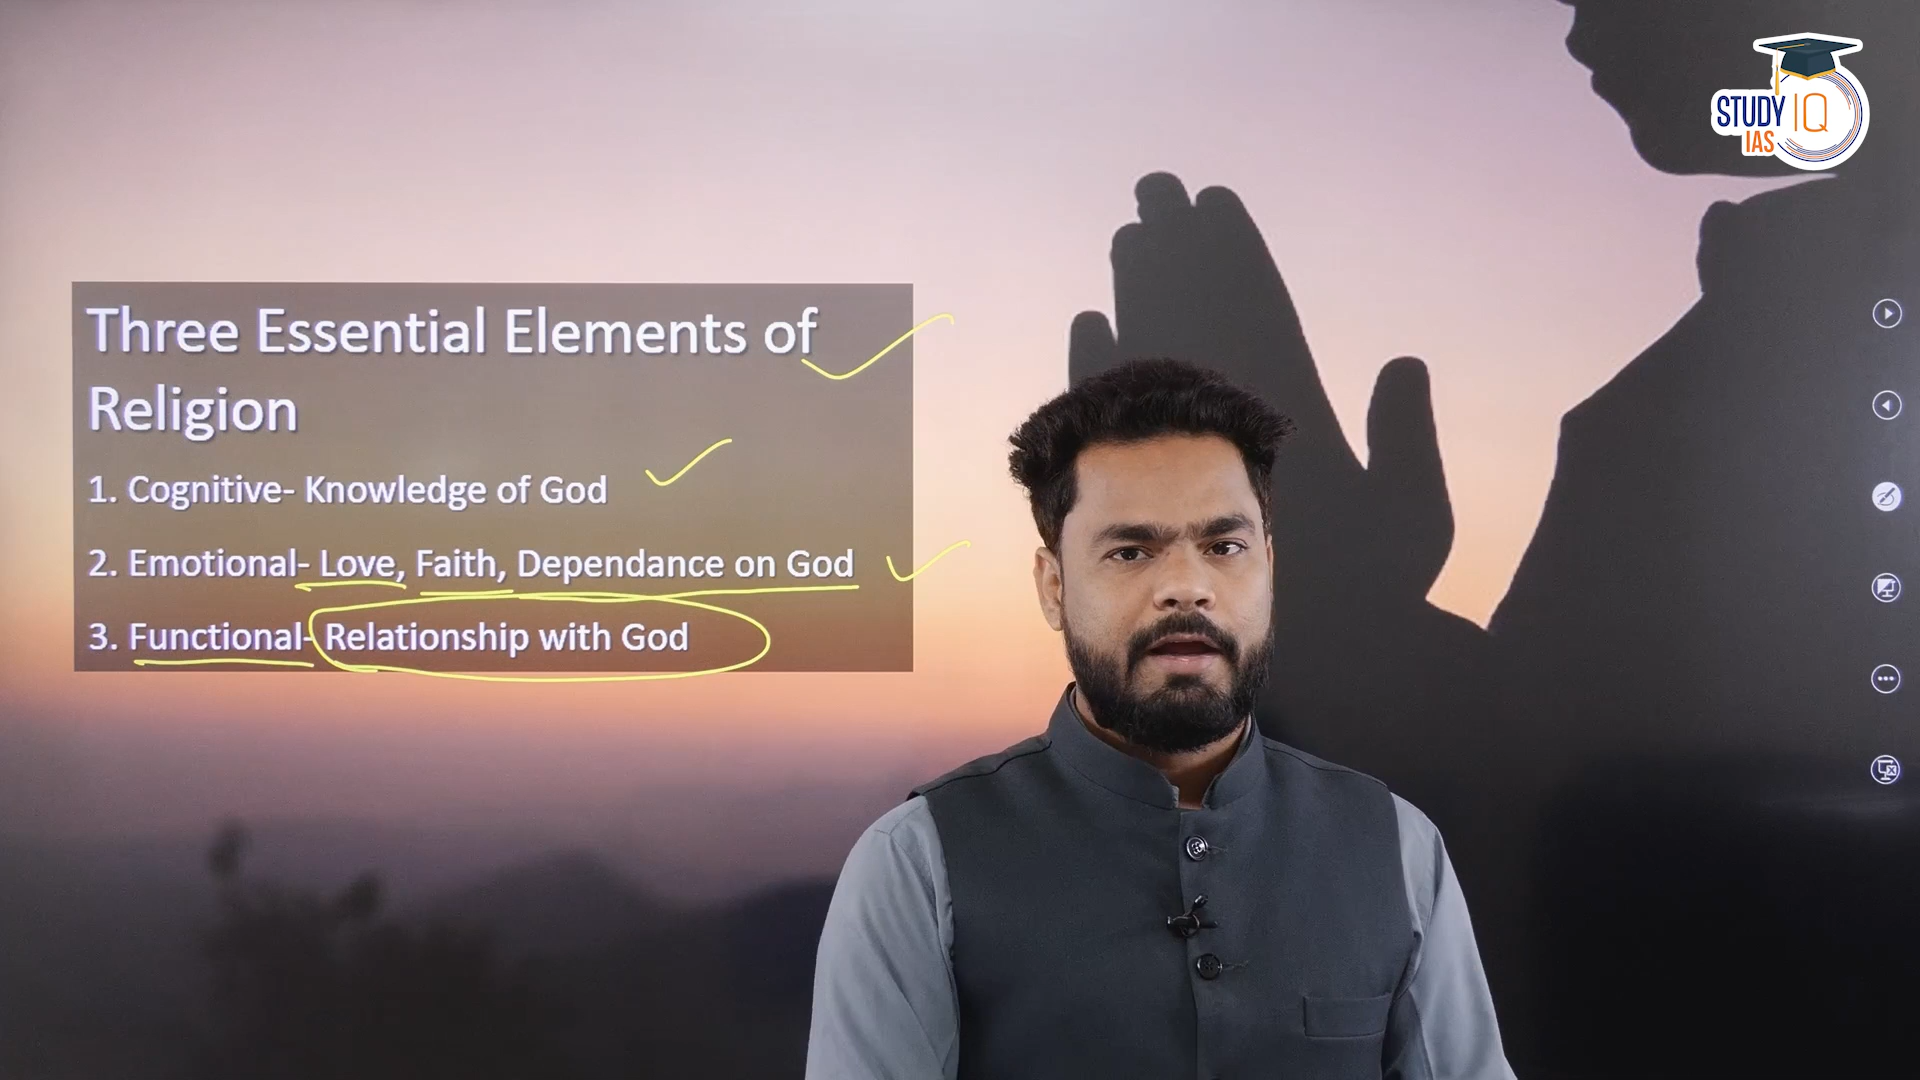 STUDY IQ
IAS
Three Essential Elements of
Religion
1. Cognitive- Knowledge of God
2. Emotional- Love, Faith, Dependance on God
3. Functional- Relationship with God